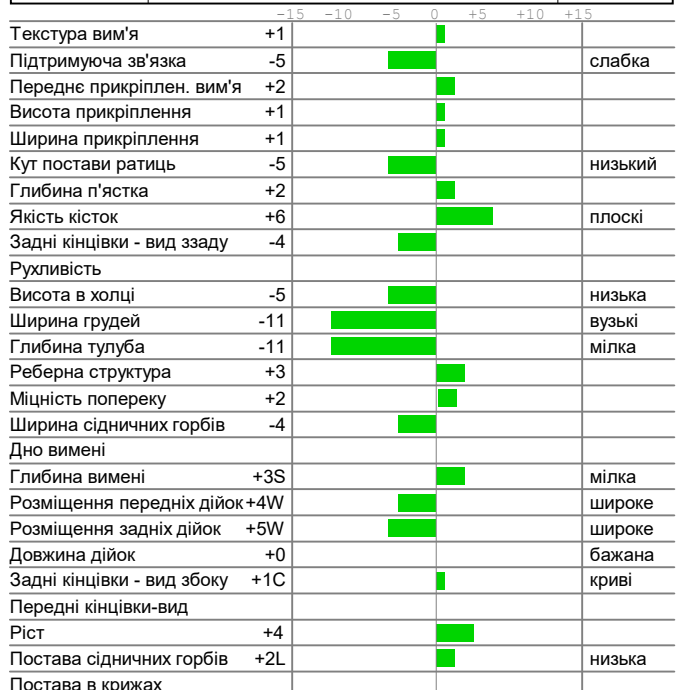 -15 -10 -5 0 +5 +10 +15
Текстура вим'я +1
Підтримуюча зв'язка -5 слабка
Переднє прикріплен. вим'я +2
Висота прикріплення +1
Ширина прикріплення +1
Кут постави ратиць -5 низький
Глибина п'ястка +2
Якість кісток +6 плоскі
Задні кінцівки - вид ззаду -4
Рухливість
Висота в холці -5 низька
Ширина грудей -11 вузькі
Глибина тулуба -11 мілка
Реберна структура +3
Міцність попереку +2
Ширина сідничних горбів -4
Дно вимені
Глибина вимені +3S мілка
Розміщення передніх дійок +4W широке
Розміщення задніх дійок +5W широке
Довжина дійок +0 бажана
Задні кінцівки - вид збоку +1C криві
Передні кінцівки-вид
Ріст +4
Постава сідничних горбів +2L низька
Постава в крижах